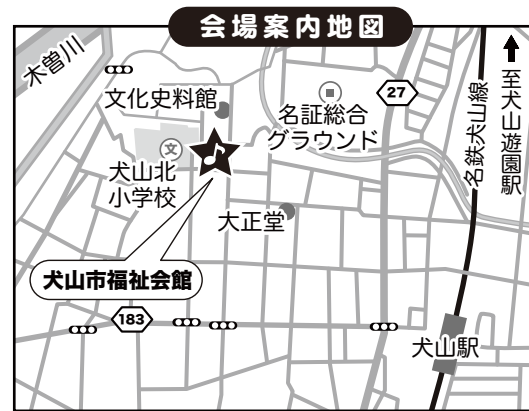 会場案内地図
木曽川
文化史料館
名証総合
グラウンド
27
至犬山遊園駅
名鉄犬山線
文
犬山北
小学校
大正堂
犬山市福祉会館
183
犬山駅